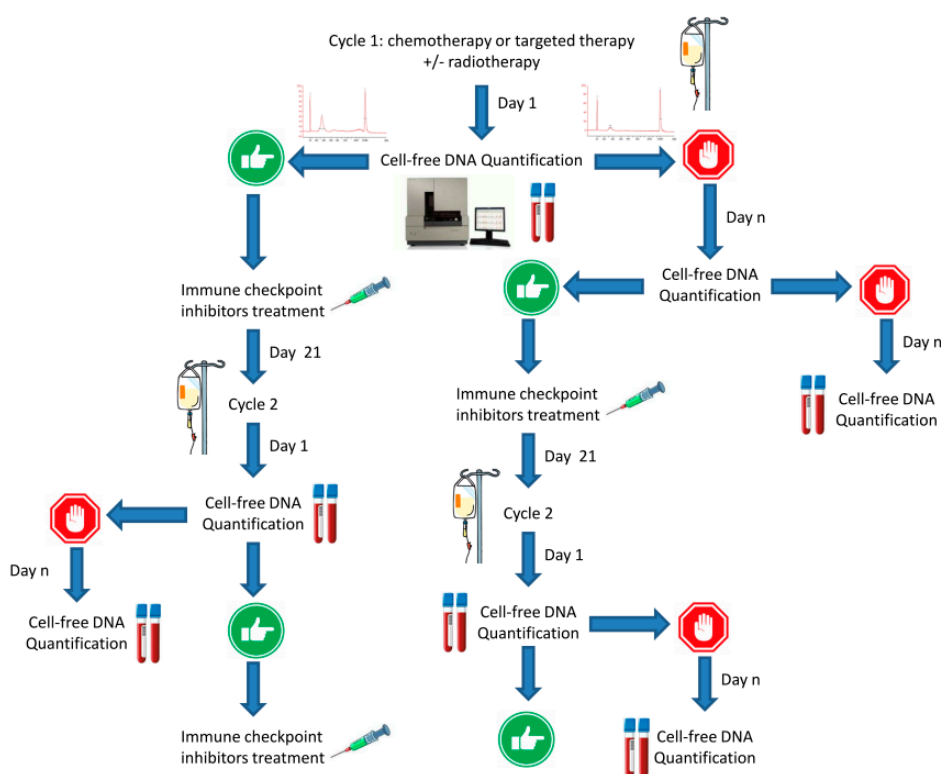 Cycle 1: chemotherapy or targeted therapy
+/- radiotherapy
Day 1
Cell-free DNA Quantification
Day n
Cell-free DNA
Quantification
Immune checkpoint
inhibitors treatment
Day 21
Day n
Cycle 2
Immune checkpoint
inhibitors treatment
Cell-free DNA
Quantification
Day 1
Day 21
Cell-free DNA
Quantification
Cycle 2
Day 1
Day n
Cell-free DNA
Quantification
Cell-free DNA
Quantification
Day n
Immune checkpoint
inhibitors treatment
Cell-free DNA
Quantification